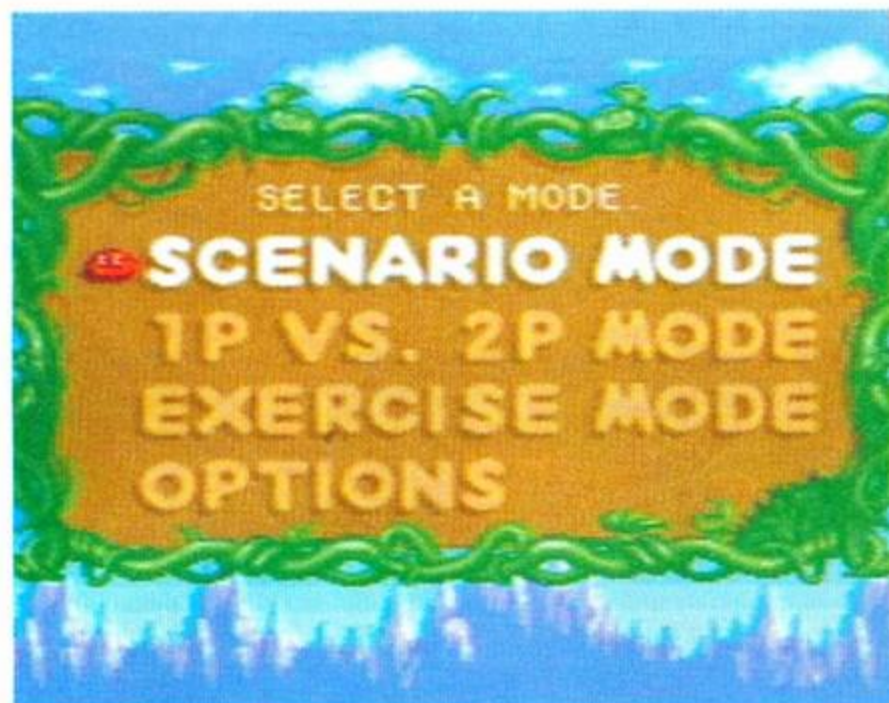 SELECT A MODE.
SCENARIO MODE
1P VS. 2P MODE
EXERCISE MODE
OPTIONS